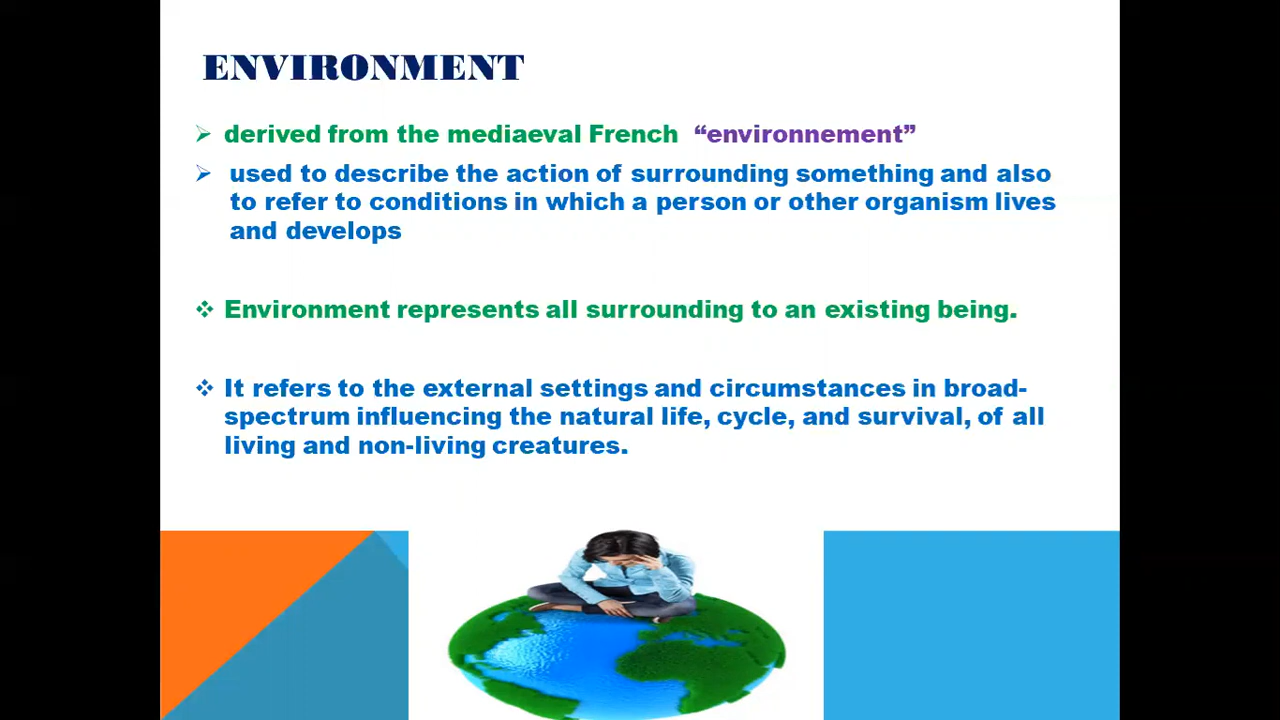 ENVIRONMENT
derived from the mediaeval French “environnement”
used to describe the action of surrounding something and also
to refer to conditions in which a person or other organism lives
and develops
Environment represents all surrounding to an existing being.
It refers to the external settings and circumstances in broad-
spectrum influencing the natural life, cycle, and survival, of all
living and non-living creatures.